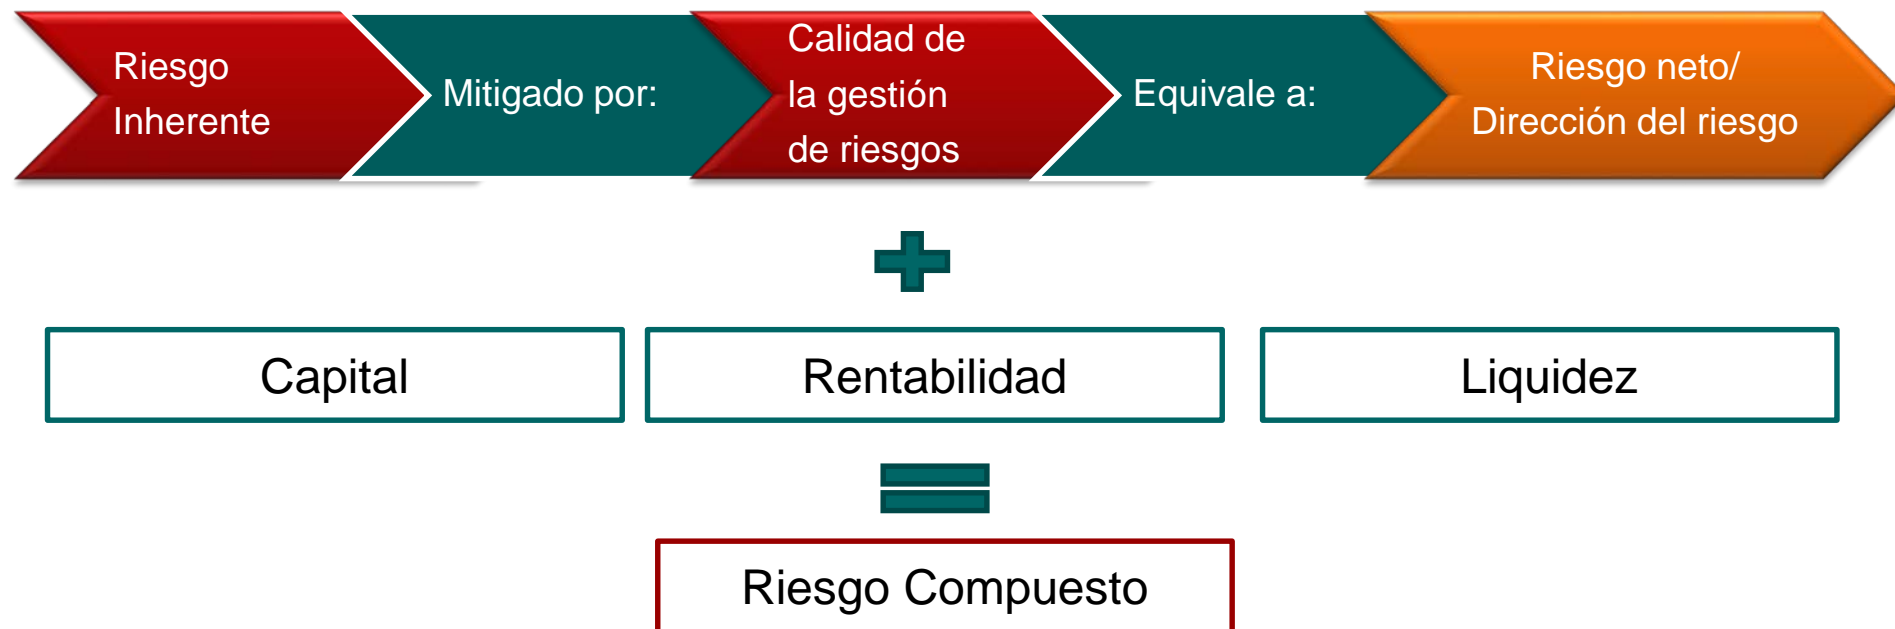 Riesgo
Inherente
Mitigado por:
Calidad de
la gestión
de riesgos
Equivale a:
Riesgo neto/
Dirección del riesgo
Capital
Rentabilidad
Liquidez
Riesgo Compuesto